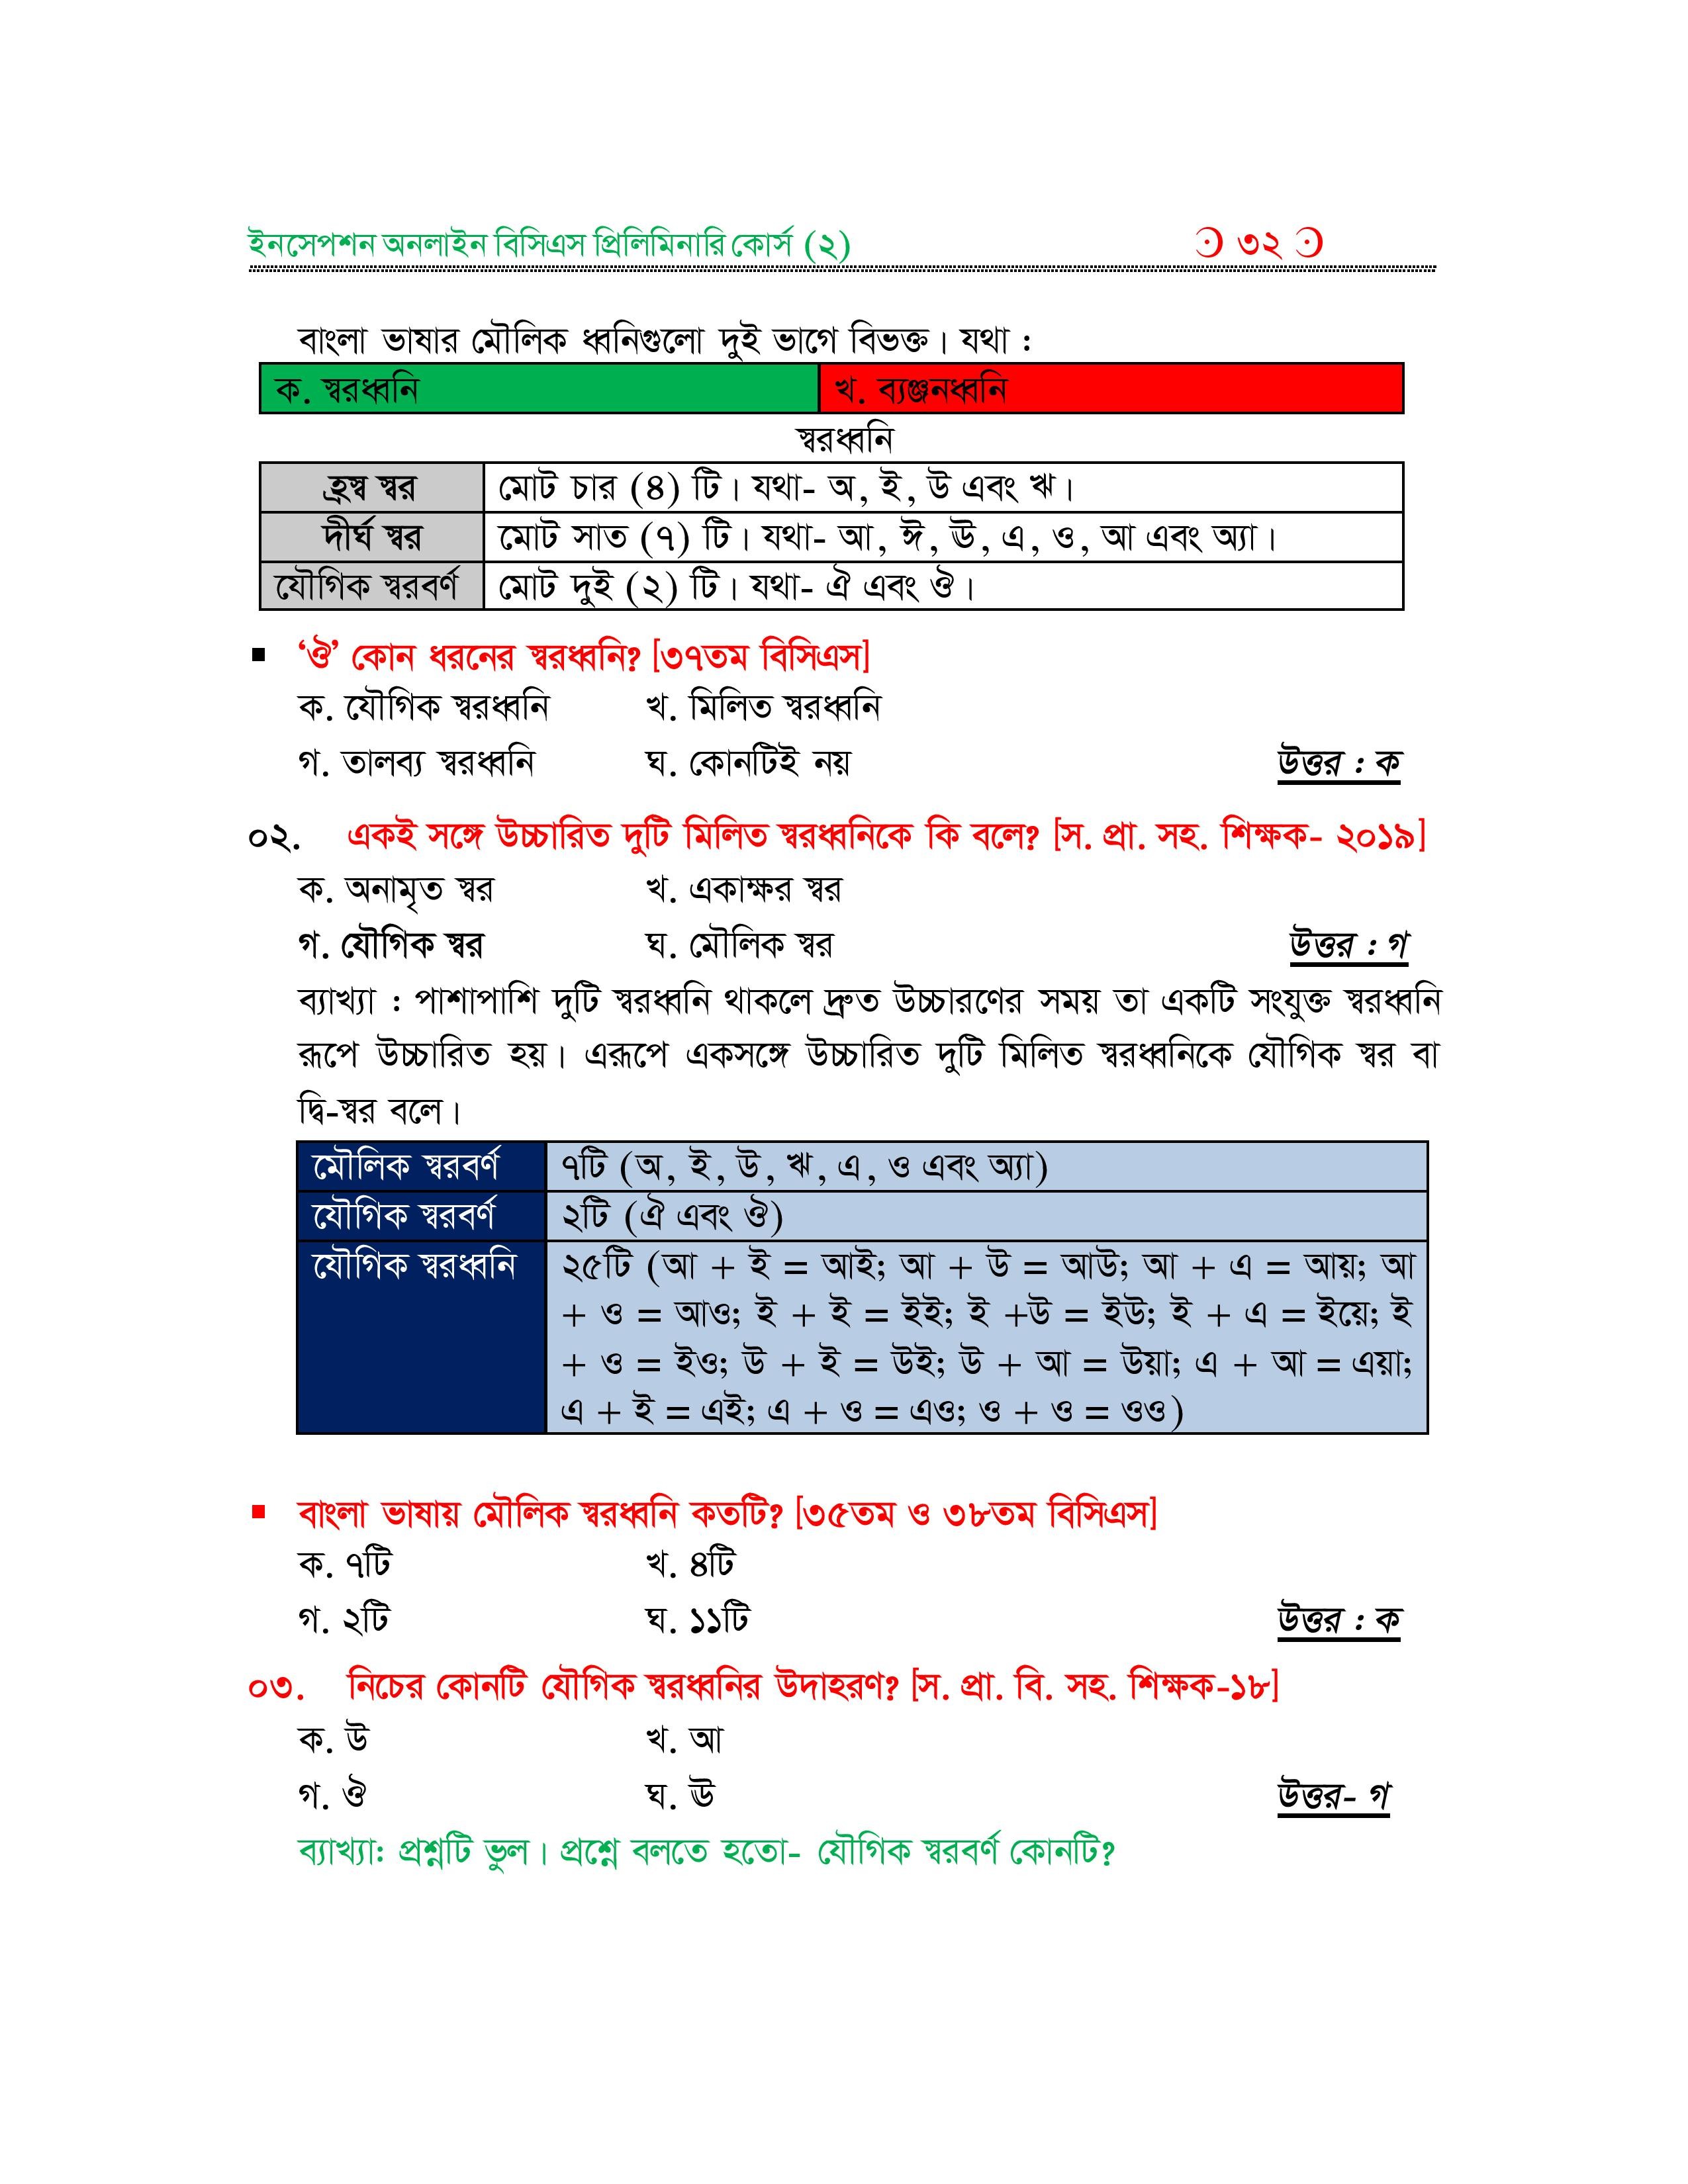 ইনসেপশন অনলাইন বিসিএস প্রিলিমিনারি কোর্স (২) ৩২
বাংলা ভাষার মৌলিক ধ্বনিগুলো দুই ভাগে বিভক্ত। যথা :
ক. স্বরধ্বনি খ. ব্যঞ্জনধ্বনি
স্বরধ্বনি
হ্রস্ব স্বর মোট চার (৪) টি। যথা- অ, ই, উ এবং ঋ।
দীর্ঘ স্বর মোট সাত (৭) টি। যথা- আ, ঈ, ঊ, এ, ও, আ এবং অ্যা।
যৌগিক স্বরবর্ণ মোট দুই (২) টি। যথা- ঐ এবং ঔ।
▪ ‘ঔ’ কোন ধরনের স্বরধ্বনি? [৩৭তম বিসিএস]
ক. যৌগিক স্বরধ্বনি খ. মিলিত স্বরধ্বনি
গ. তালব্য স্বরধ্বনি ঘ. কোনটিই নয় উত্তর : ক
০২. একই সঙ্গে উচ্চারিত দুটি মিলিত স্বরধ্বনিকে কি বলে? [স. প্রা. সহ. শিক্ষক- ২০১৯]
ক. অনামৃত স্বর খ. একাক্ষর স্বর
গ. যৌগিক স্বর ঘ. মৌলিক স্বর উত্তর : গ
ব্যাখ্যা : পাশাপাশি দুটি স্বরধ্বনি থাকলে দ্রুত উচ্চারণের সময় তা একটি সংযুক্ত স্বরধ্বনি
রূপে উচ্চারিত হয়। এরূপে একসঙ্গে উচ্চারিত দুটি মিলিত স্বরধ্বনিকে যৌগিক স্বর বা
দ্বি-স্বর বলে।
মৌলিক স্বরবর্ণ ৭টি (অ, ই, উ, ঋ, এ, ও এবং অ্যা)
যৌগিক স্বরবর্ণ ২টি (ঐ এবং ঔ)
যৌগিক স্বরধ্বনি ২৫টি (আ + ই = আই; আ + উ = আউ; আ + এ = আয়; আ
+ ও = আও; ই + ই = ইই; ই +উ = ইউ; ই + এ = ইয়ে; ই
+ ও = ইও; উ + ই = উই; উ + আ = উয়া; এ + আ = এয়া;
এ + ই = এই; এ + ও = এও; ও + ও = ওও)
▪ বাংলা ভাষায় মৌলিক স্বরধ্বনি কতটি? [৩৫তম ও ৩৮তম বিসিএস]
ক. ৭টি খ. ৪টি
গ. ২টি ঘ. ১১টি উত্তর : ক
০৩. নিচের কোনটি যৌগিক স্বরধ্বনির উদাহরণ? [স. প্রা. বি. সহ. শিক্ষক-১৮]
ক. উ খ. আ
গ. ঔ ঘ. ঊ উত্তর- গ
ব্যাখ্যা: প্রশ্নটি ভুল। প্রশ্নে বলতে হতো- যৌগিক স্বরবর্ণ কোনটি?